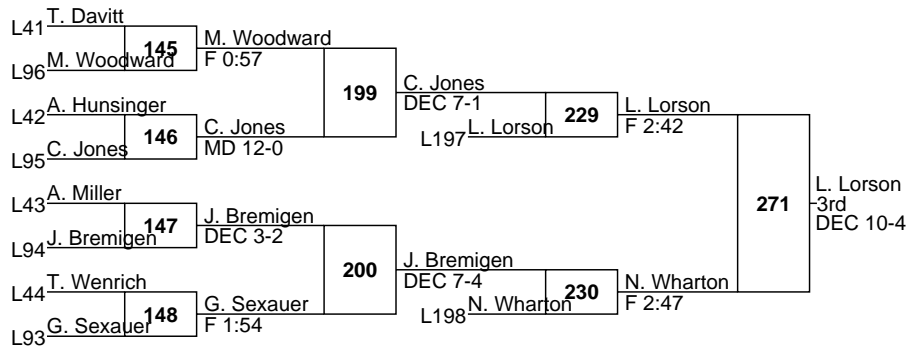 T. Davitt
L41
145
M. Woodward
F 0:57
L96
M. Woodward
199
C. Jones
DEC 7-1
A. Hunsinger
L42
146
C. Jones
MD 12-0
L95
C. Jones
L197
L. Lorson
229
L. Lorson
F 2:42
A. Miller
L43
147
J. Bremigen
DEC 3-2
L94
J. Bremigen
200
J. Bremigen
DEC 7-4
T. Wenrich
L44
148
G. Sexauer
F 1:54
L93
G. Sexauer
L198
N. Wharton
230
N. Wharton
F 2:47
271
L. Lorson
3rd
DEC 10-4